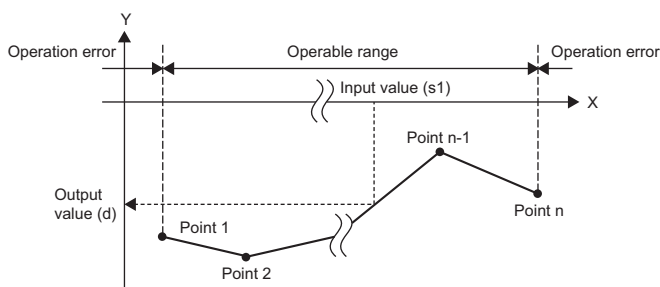 Y
Operation error
Operable range
Operation error
Input value (s1)
X
Point n-1
Output
value (d)
Point n
Point 1
Point 2